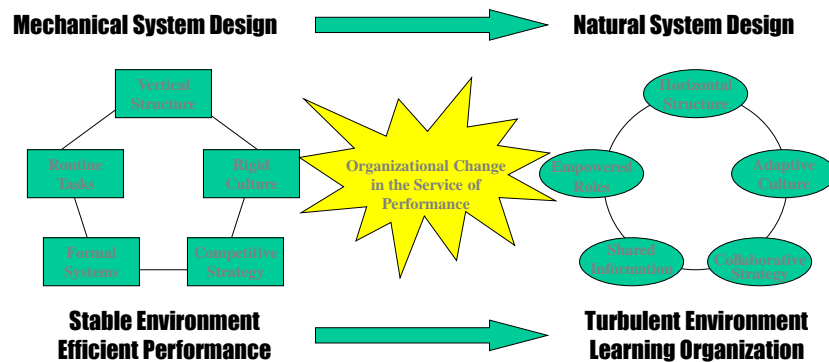 Mechanical System Design
Natural System Design
Vertical
Structure
Routine
Tasks
Rigid
Culture
Formal
Systems
Competitive
Strategy
Organizational Change
in the Service of
Performance
Horizontal
Structure
Empowered
Roles
Adaptive
Culture
Shared
Information
Collaborative
Strategy
Stable Environment
Efficient Performance
Turbulent Environment
Learning Organization